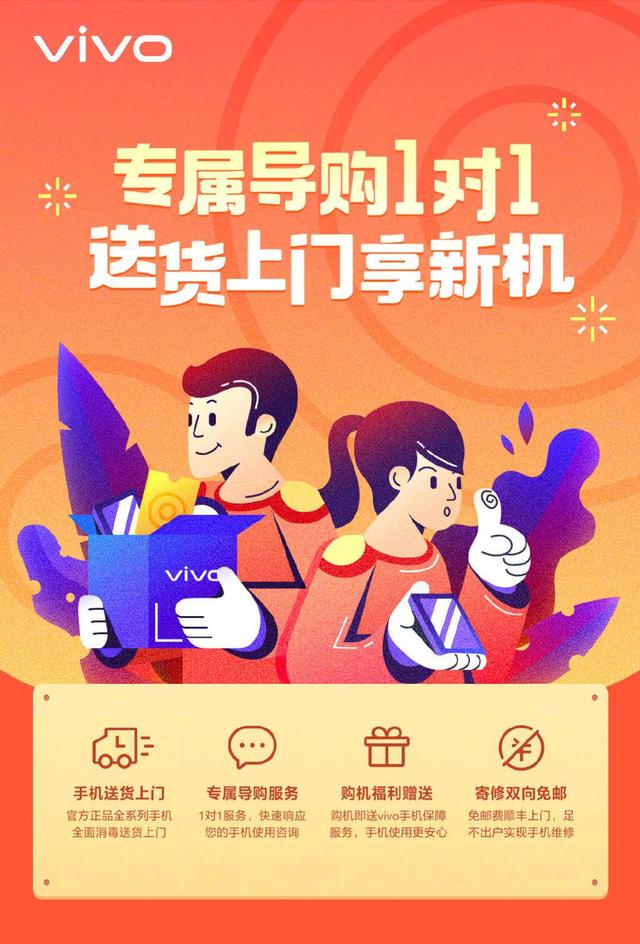 vivo
专属导购1对1
送货上门享新机
vivo
手机送货上门
官方正品全系列手机
全面消毒送货上门
专属导购服务
1对1服务，快速响应
您的手机使用咨询
购机福利赠送
购机即送vivo手机保障
服务，手机使用更安心
寄修双向免邮
免邮费顺丰上门，足
不出户实现手机维修